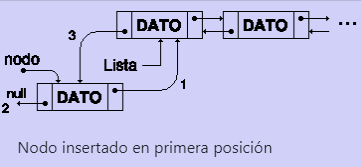 3
DATO
DATO
...
nodo
Lista
null
1
2
DATO
Nodo insertado en primera posición